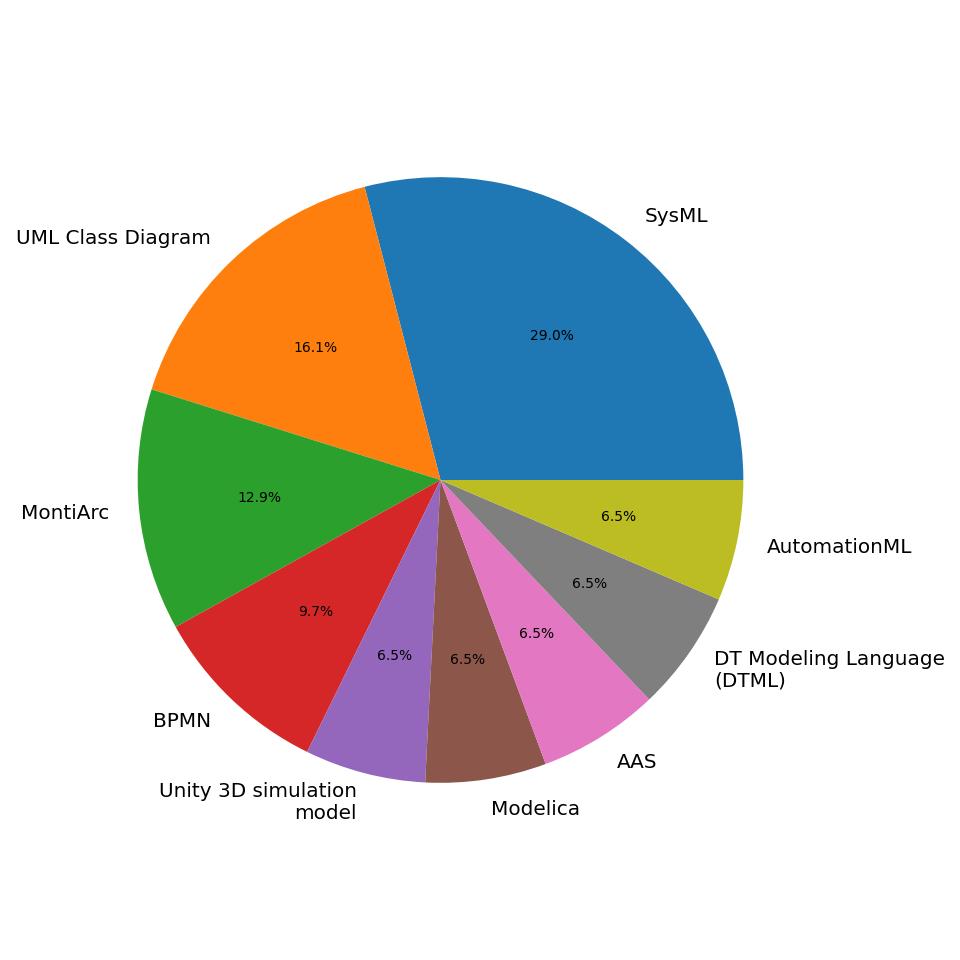 SysML
29.0%
UML Class Diagram
16.1%
MontiArc
12.9%
BPMN
9.7%
Unity 3D simulation
model
6.5%
Modelica
6.5%
AAS
6.5%
DT Modeling Language
(DTML)
6.5%
AutomationML
6.5%